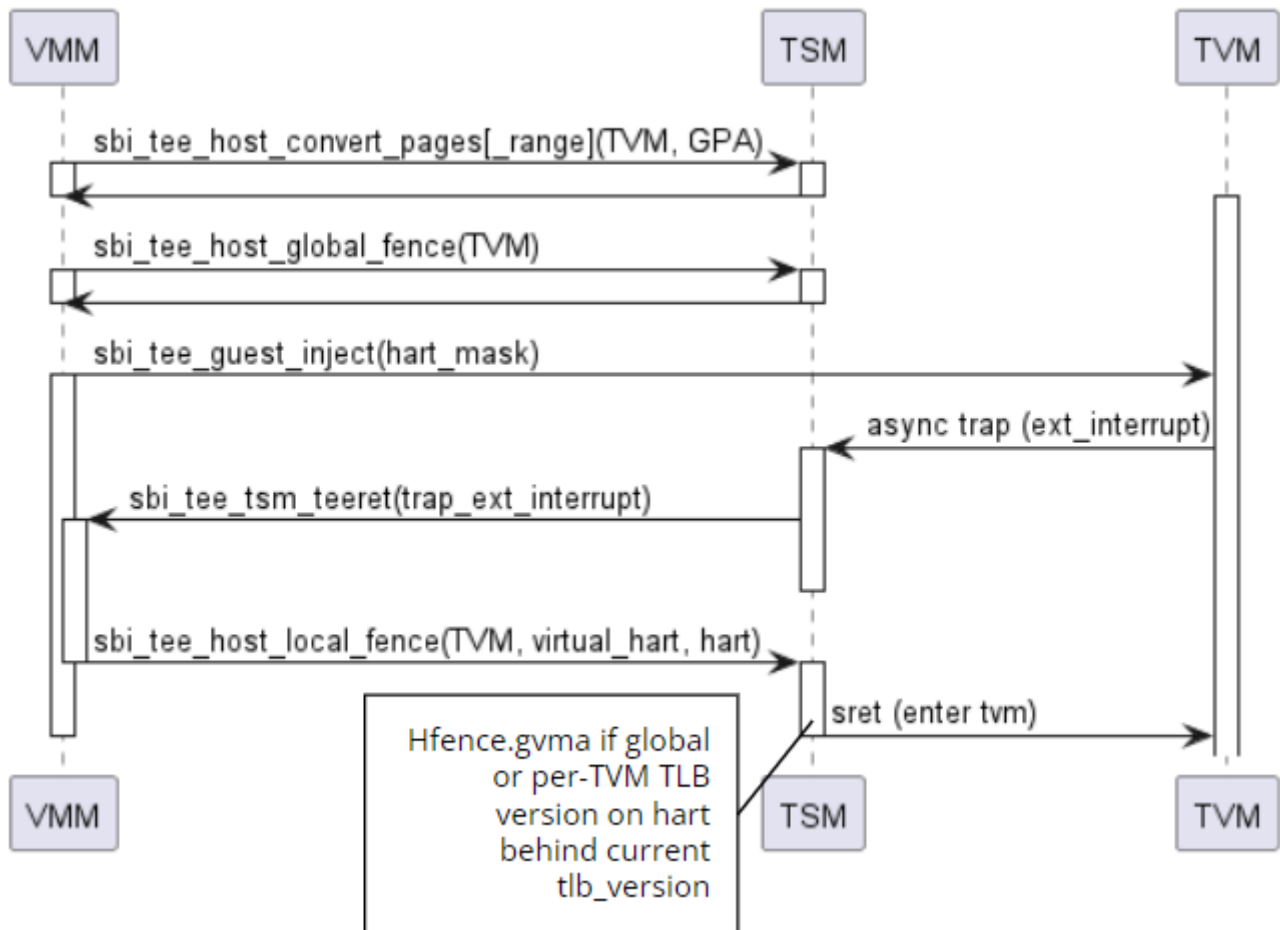 VMM
TSM
TVM
sbi_tee_host_convert_pages[_range](TVM, GPA)
sbi_tee_host_global_fence(TVM)
sbi_tee_guest_inject(hart_mask)
async trap (ext_interrupt)
sbi_tee_tsm_teeret(trap_ext_interrupt)
sbi_tee_host_local_fence(TVM, virtual_hart, hart)
sret (enter tvm)
Hfence.gvma if global
or per-TVM TLB
version on hart
behind current
tlb_version
VMM
TSM
TVM